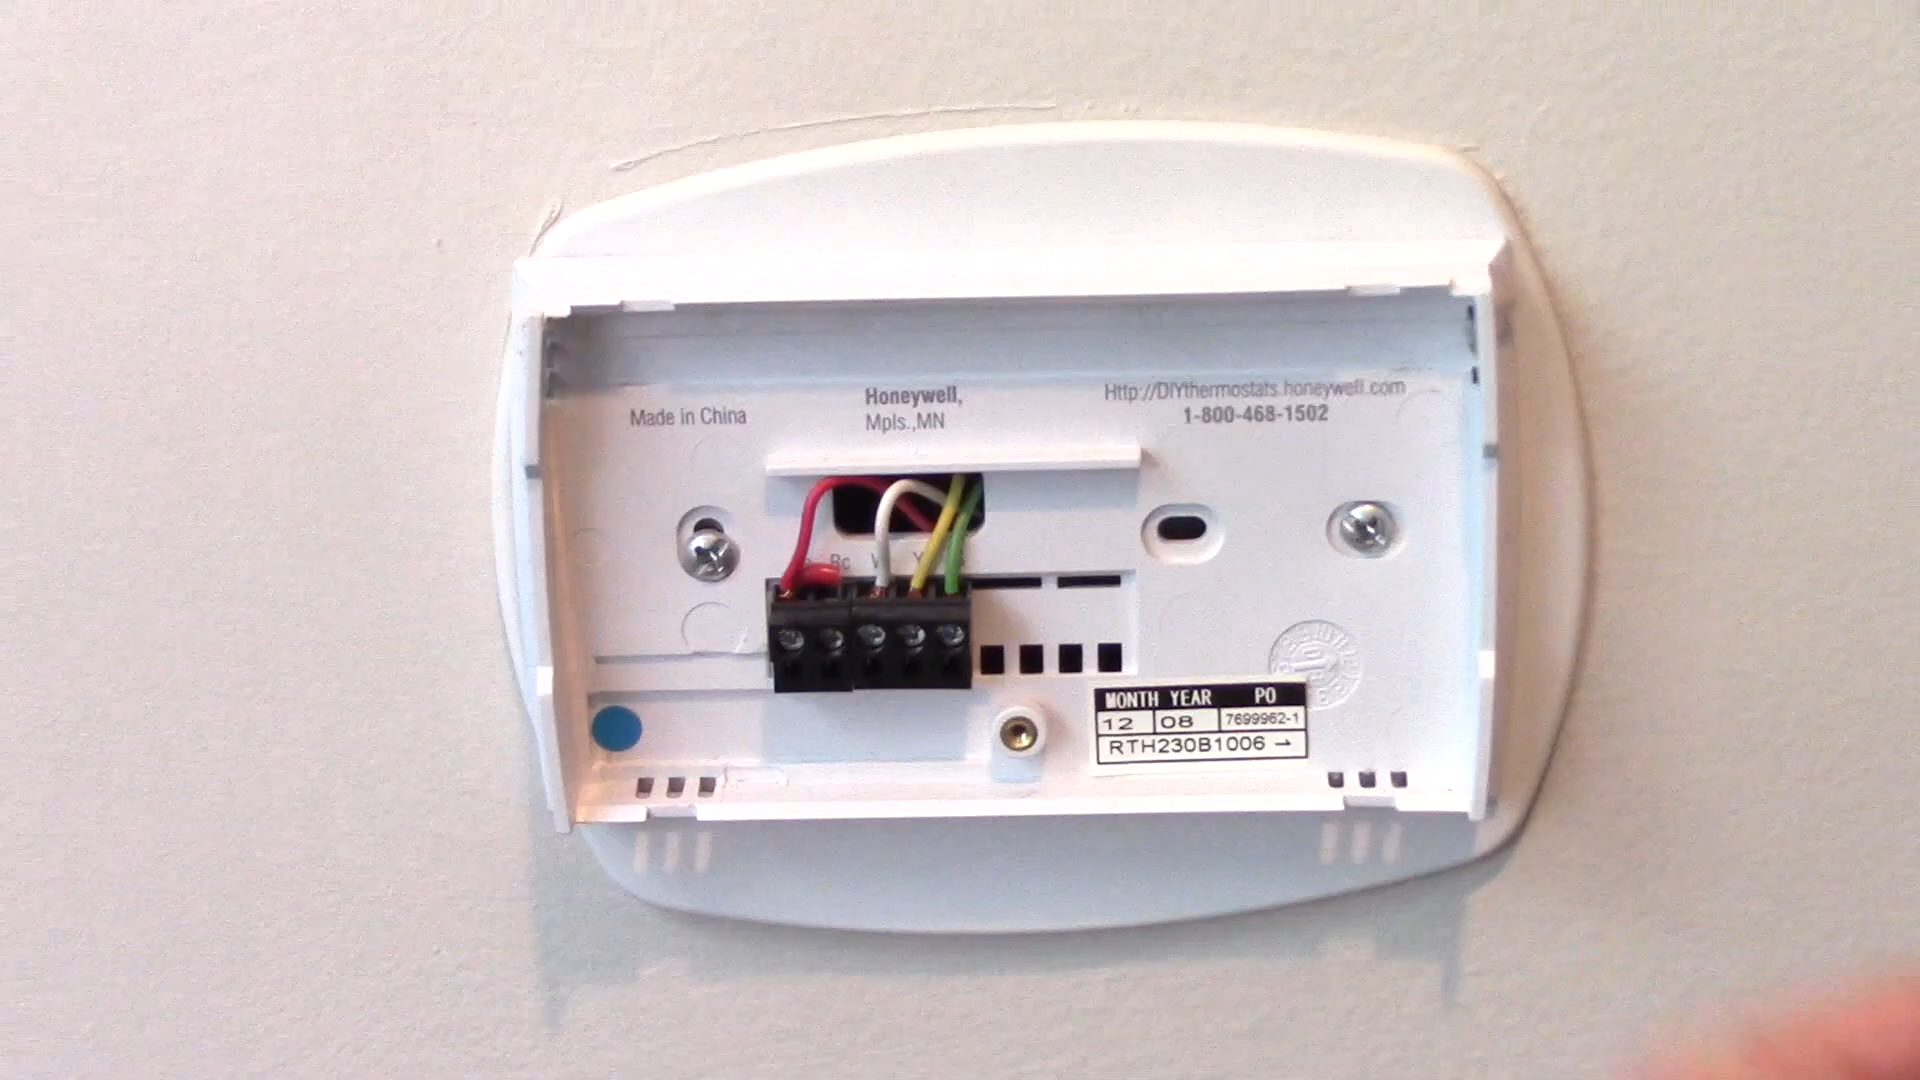 Made in China
Honeywell,
Mpls.,MN
Http://DIYthermostats.honeywell.com
1-800-468-1502
Rc
MONTH YEAR PO
12 08 7699962-1
RTH230B1006